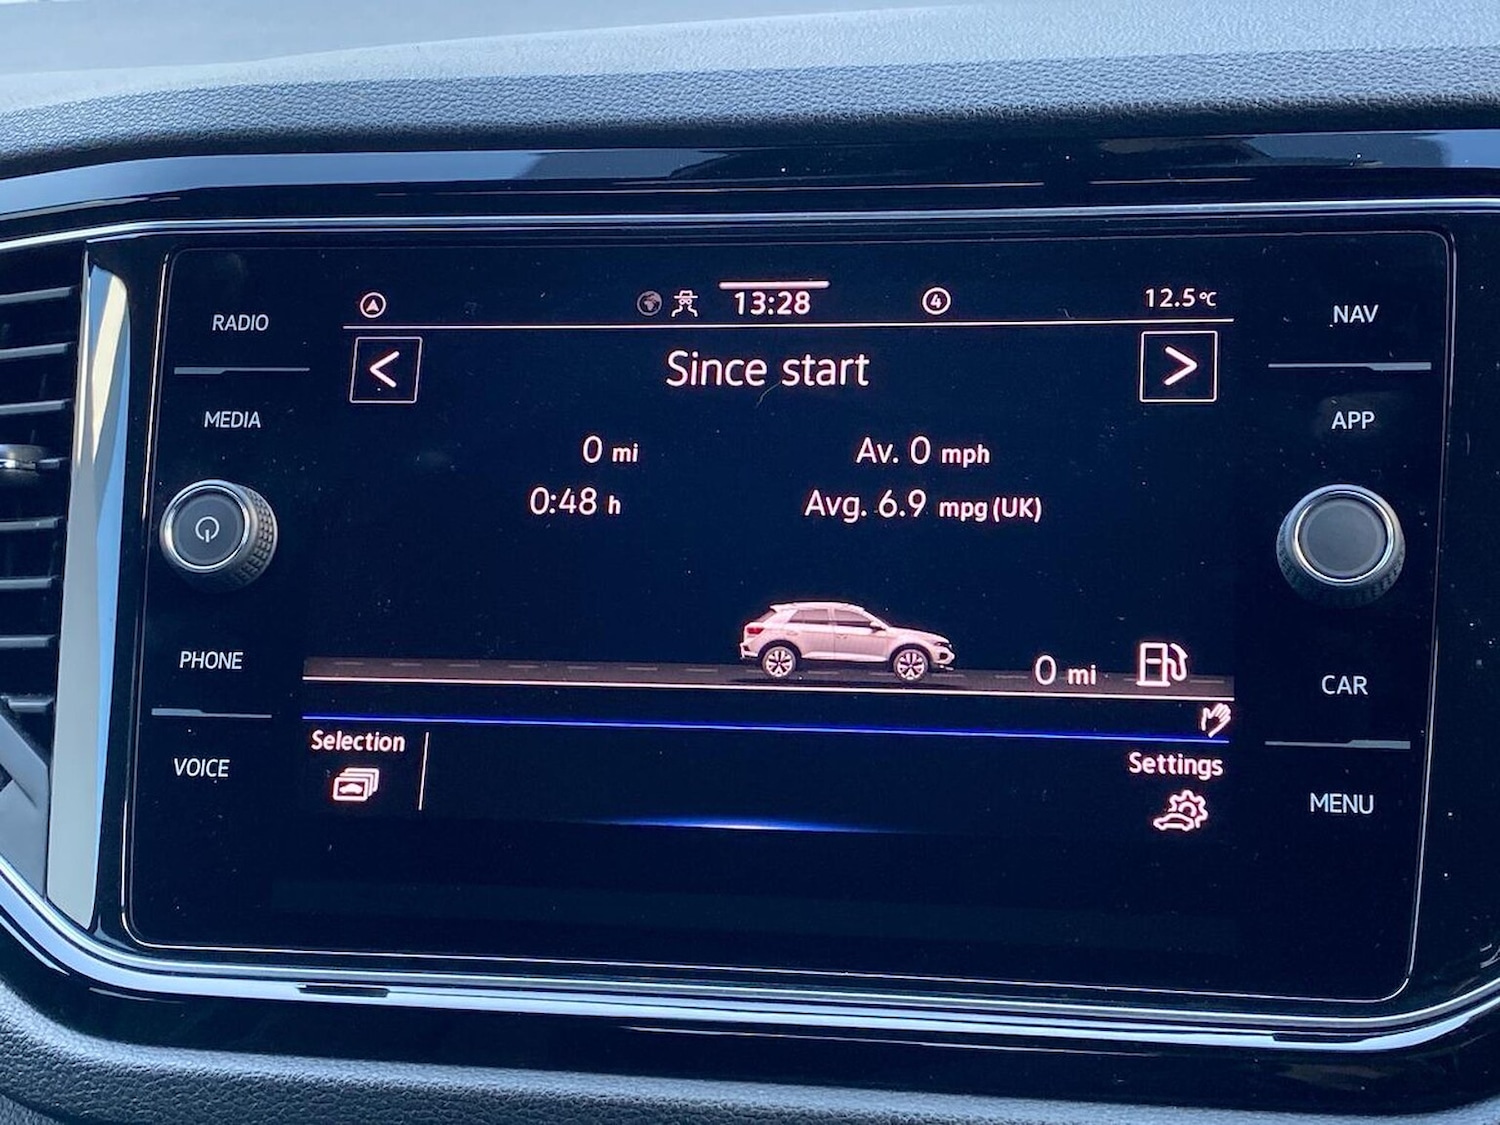 RADIO
MEDIA
PHONE
VOICE
13:28
4
12.5°C
<
Since start
>
0 mi
Av. 0 mph
0:48 h
Avg. 6.9 mpg (UK)
0 mi
Selection
Settings
NAV
APP
CAR
MENU